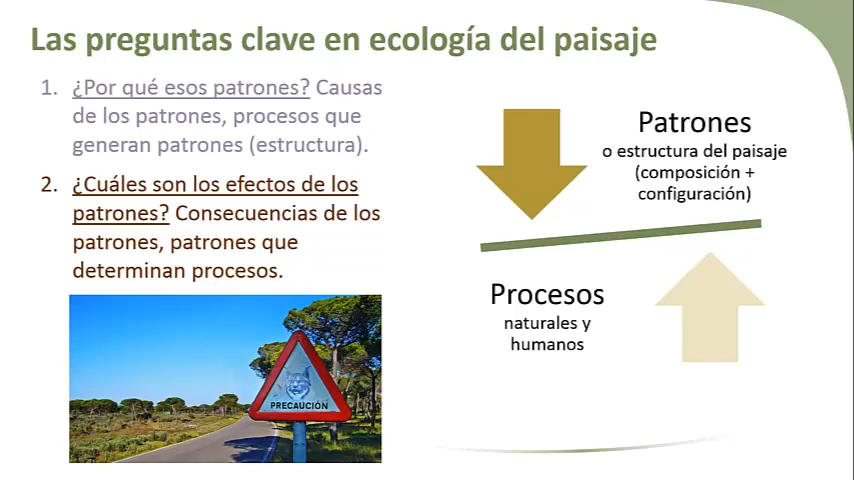 Las preguntas clave en ecología del paisaje
1. ¿Por qué esos patrones? Causas
de los patrones, procesos que
generan patrones (estructura).
2. ¿Cuáles son los efectos de los
patrones? Consecuencias de los
patrones, patrones que
determinan procesos.
PRECAUCIÓN
Patrones
o estructura del paisaje
(composición +
configuración)
Procesos
naturales y
humanos